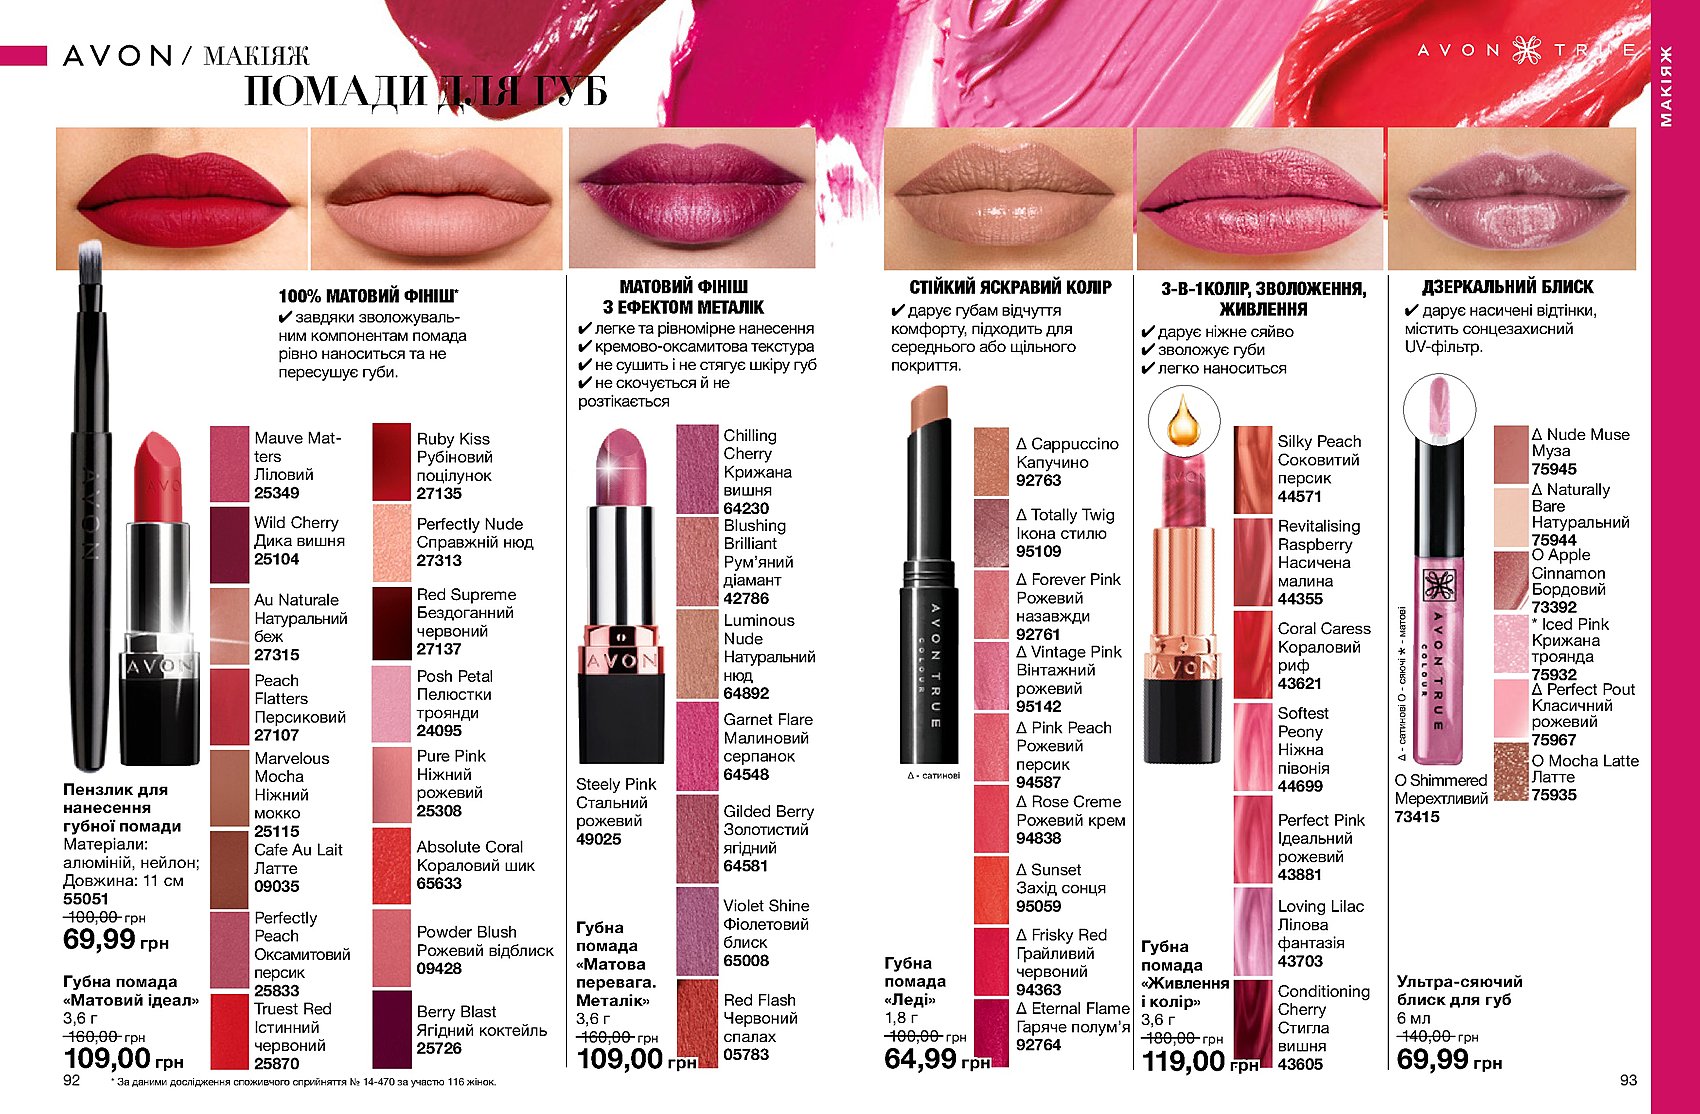 AVON / МАКІЯЖ
ПОМАДИ ДЛЯ ГУБ
AVON TRUE
МАКІЯЖ
100% МАТОВИЙ ФІНІШ*
✔ завдяки зволожуваль-
ним компонентам помада
рівно наноситься та не
пересушує губи.
AVON
AVON
AVON
Mauve Mat-
ters
Ліловий
25349
Wild Cherry
Дика вишня
25104
Au Naturale
Натуральний
беж
27315
Peach
Flatters
Персиковий
27107
Marvelous
Mocha
Ніжний
мокко
25115
Cafe Au Lait
Латте
09035
Perfectly
Peach
Оксамитовий
персик
25833
Truest Red
Істинний
червоний
25870
Ruby Kiss
Рубіновий
поцілунок
27135
Perfectly Nude
Справжній нюд
27313
Red Supreme
Бездоганний
червоний
27137
Posh Petal
Пелюстки
троянди
24095
Pure Pink
Ніжний
рожевий
25308
Absolute Coral
Кораловий шик
65633
Powder Blush
Рожевий відблиск
09428
Berry Blast
Ягідний коктейль
25726
Пензлик для
нанесення
губної помади
Матеріали:
алюміній, нейлон;
Довжина: 11 см
55051
100,00 грн
69,99 грн
Губна помада
«Матовий ідеал»
3,6 г
160,00 грн
109,00 грн
92
* За даними дослідження споживчого сприйняття № 14-470 за участю 116 жінок.
МАТОВИЙ ФІНІШ
З ЕФЕКТОМ МЕТАЛІК
✔ легке та рівномірне нанесення
✔ кремово-оксамитова текстура
✔ не сушить і не стягує шкіру губ
✔ не скочується й не
розтікається
AVON
Chilling
Cherry
Крижана
вишня
64230
Blushing
Brilliant
Рум’яний
діамант
42786
Luminous
Nude
Натуральний
нюд
64892
Garnet Flare
Малиновий
серпанок
64548
Gilded Berry
Золотистий
ягідний
64581
Violet Shine
Фіолетовий
блиск
65008
Red Flash
Червоний
спалах
05783
Steely Pink
Стальний
рожевий
49025
Губна
помада
«Матова
перевага.
Металік»
3,6 г
160,00 грн
109,00 грн
СТІЙКИЙ ЯСКРАВИЙ КОЛІР
✔ дарує губам відчуття
комфорту, підходить для
середнього або щільного
покриття.
AVON TRUE
COLOUR
Δ - сатинові
Δ Cappuccino
Капучино
92763
Δ Totally Twig
Ікона стилю
95109
Δ Forever Pink
Рожевий
назавжди
92761
Δ Vintage Pink
Вінтажний
рожевий
95142
Δ Pink Peach
Рожевий
персик
94587
Δ Rose Creme
Рожевий крем
94838
Δ Sunset
Захід сонця
95059
Δ Frisky Red
Грайливий
червоний
94363
Δ Eternal Flame
Гаряче полум’я
92764
Губна
помада
«Леді»
1,8 г
100,00 грн
64,99 грн
3-В-1КОЛІР, ЗВОЛОЖЕННЯ,
ЖИВЛЕННЯ
✔ дарує ніжне сяйво
✔ зволожує губи
✔ легко наноситься
AVON
AVON
Silky Peach
Соковитий
персик
44571
Revitalising
Raspberry
Насичена
малина
44355
Coral Caress
Кораловий
риф
43621
Softest
Peony
Ніжна
півонія
44699
Perfect Pink
Ідеальний
рожевий
43881
Loving Lilac
Лілова
фантазія
43703
Conditioning
Cherry
Стигла
вишня
43605
Губна
помада
«Живлення
і колір»
3,6 г
180,00 грн
119,00 грн
ДЗЕРКАЛЬНИЙ БЛИСК
✔ дарує насичені відтінки,
містить сонцезахисний
UV-фільтр.
AVON TRUE
COLOUR
Δ - сатинові О - сяючі * - матові
Δ Nude Muse
Муза
75945
Δ Naturally
Bare
Натуральний
75944
О Apple
Cinnamon
Бордовий
73392
* Iced Pink
Крижана
троянда
75932
Δ Perfect Pout
Класичний
рожевий
75967
О Mocha Latte
Латте
75935
О Shimmered
Мерехтливий
73415
Ультра-сяючий
блиск для губ
6 мл
140,00 грн
69,99 грн
93